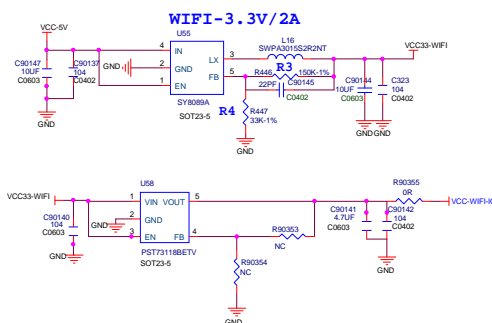 WIFI-3.3V/2A
VCC-5V
U55
L16
SWPA3015S2R2NT
VCC33-WIFI
4 IN LX 3
GND 2 GND FB 5
1 EN
R3
R446 150K-1%
C90145
22PF
C0402
C90147
10UF
C0603
C90137
104
C0402
C90144
10UF
C0603
C323
104
C0402
SY8089A
SOT23-5
R4
R447
33K-1%
GND
GND
GND GND
U58
VCC33-WIFI
1 VIN VOUT 5
2 GND
3 EN FB 4
GND
C90140
104
C0603
GND
PST73118BETV
SOT23-5
R90353
NC
R90354
NC
GND
C90141
4.7UF
C0603
C90142
104
C0402
GND
R90355
0R
VCC-WIFI-IO